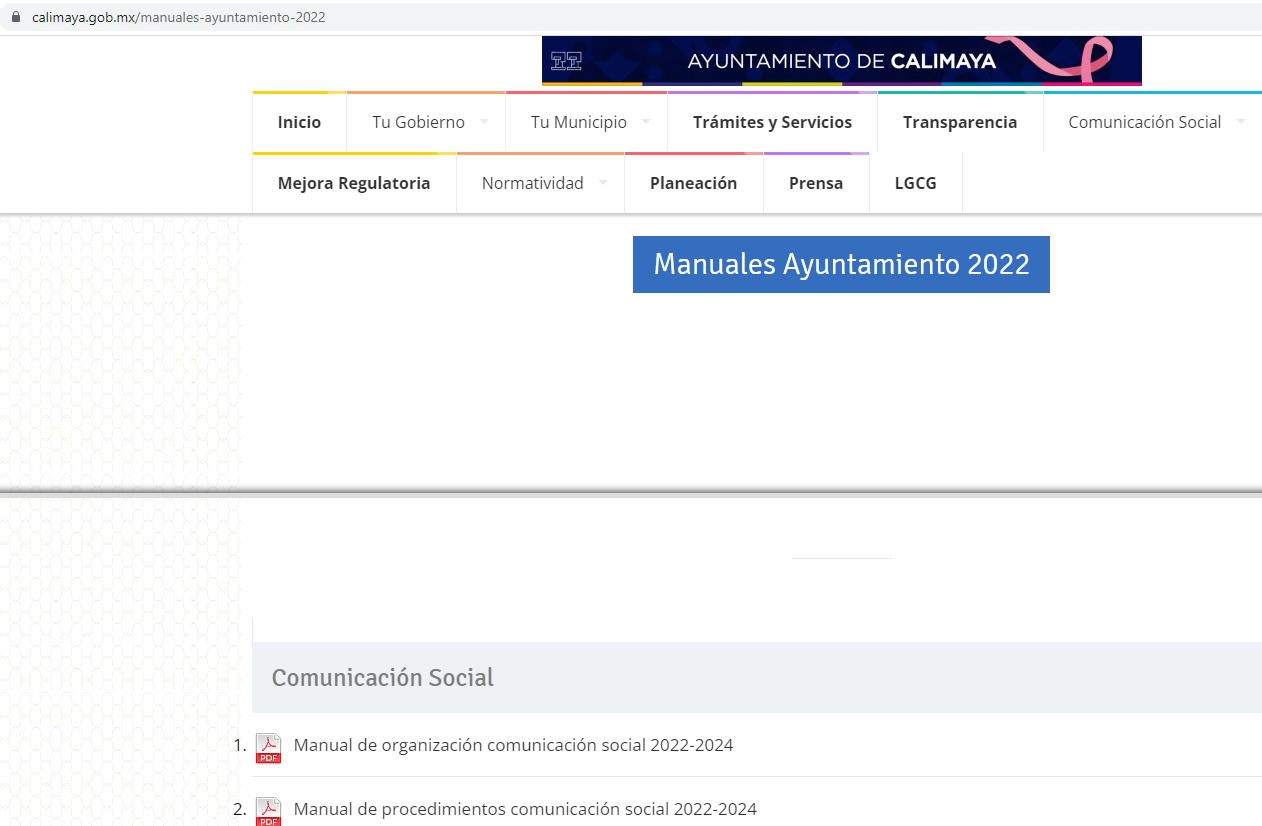 calimaya.gob.mx/manuales-ayuntamiento-2022
AYUNTAMIENTO DE CALIMAYA
Inicio Tu Gobierno Tu Municipio Trámites y Servicios Transparencia Comunicación Social
Mejora Regulatoria Normatividad Planeación Prensa LGCG
Manuales Ayuntamiento 2022
Comunicación Social
1. PDF Manual de organización comunicación social 2022-2024
2. PDF Manual de procedimientos comunicación social 2022-2024